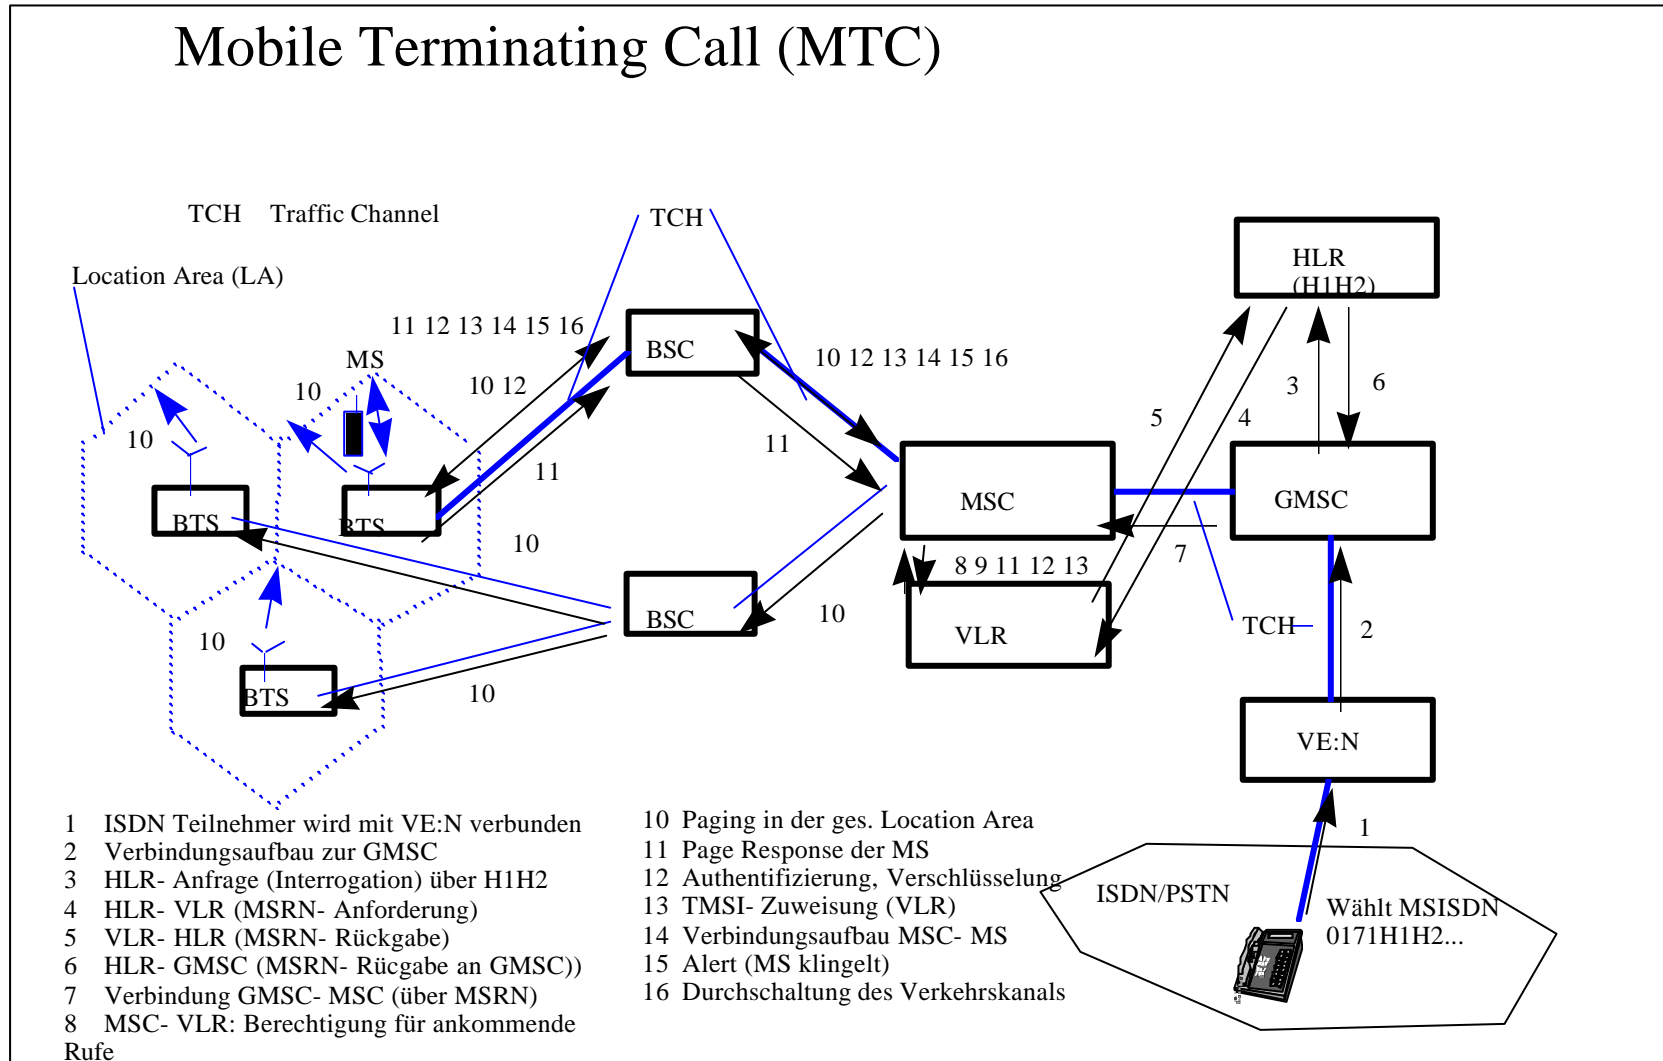 Mobile Terminating Call (MTC)
TCH Traffic Channel
TCH
Location Area (LA)
HLR
(H1H2)
11 12 13 14 15 16
MS
BSC
10 12 13 14 15 16
10
10 12
3
6
5
4
10
11
11
MSC
GMSC
BTS
BTS
10
7
8 9 11 12 13
BSC
10
VLR
TCH
2
10
BTS
10
VE:N
1
1 ISDN Teilnehmer wird mit VE:N verbunden
2 Verbindungsaufbau zur GMSC
3 HLR- Anfrage (Interrogation) über H1H2
4 HLR- VLR (MSRN- Anforderung)
5 VLR- HLR (MSRN- Rückgabe)
6 HLR- GMSC (MSRN- Rücgabe an GMSC))
7 Verbindung GMSC- MSC (über MSRN)
8 MSC- VLR: Berechtigung für ankommende
Rufe
10 Paging in der ges. Location Area
11 Page Response der MS
12 Authentifizierung, Verschlüsselung
13 TMSI- Zuweisung (VLR)
14 Verbindungsaufbau MSC- MS
15 Alert (MS klingelt)
16 Durchschaltung des Verkehrskanals
ISDN/PSTN
Wählt MSISDN
0171H1H2...